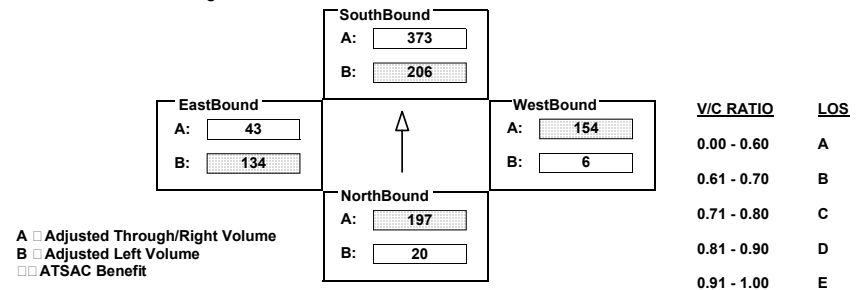 SouthBound
A: 373
B: 206
EastBound
A: 43
B: 134
WestBound
A: 154
B: 6
NorthBound
A: 197
B: 20
A □ Adjusted Through/Right Volume
B □ Adjusted Left Volume
□□ ATSAC Benefit
V/C RATIO LOS
0.00 - 0.60 A
0.61 - 0.70 B
0.71 - 0.80 C
0.81 - 0.90 D
0.91 - 1.00 E